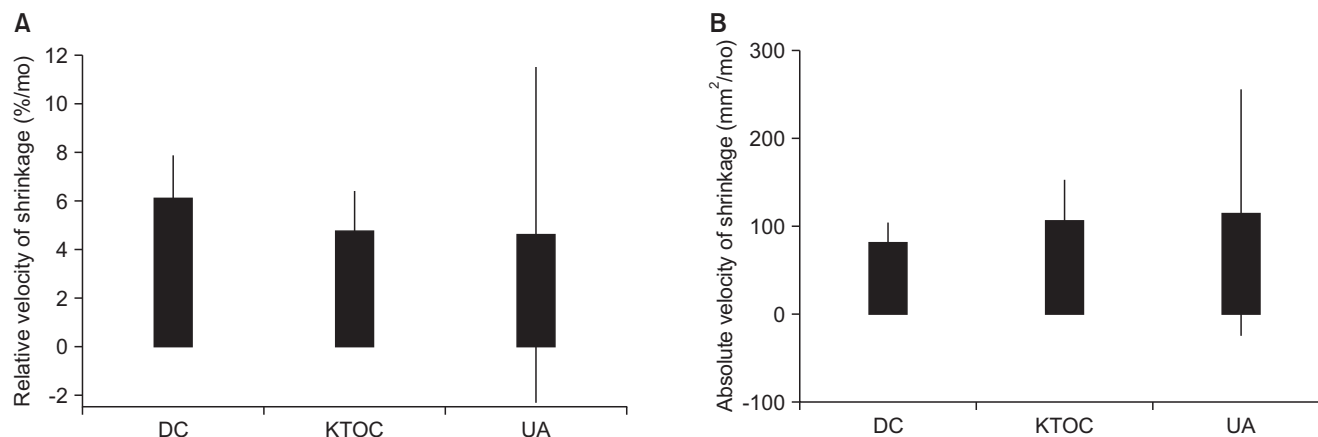 A
Relative velocity of shrinkage (%/mo)
12
10
8
6
4
2
0
-2
DC KTOC UA
B
Absolute velocity of shrinkage (mm²/mo)
300
200
100
0
-100
DC KTOC UA